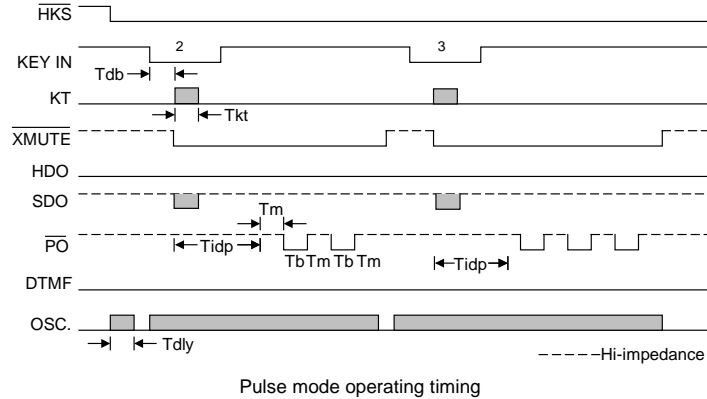 HKS
KEY IN 2 3
Tdb
KT
Tkt
XMUTE
HDO
SDO
Tm
PO Tidp
Tb Tm Tb Tm Tidp
DTMF
OSC.
Tdly
Hi-impedance
Pulse mode operating timing